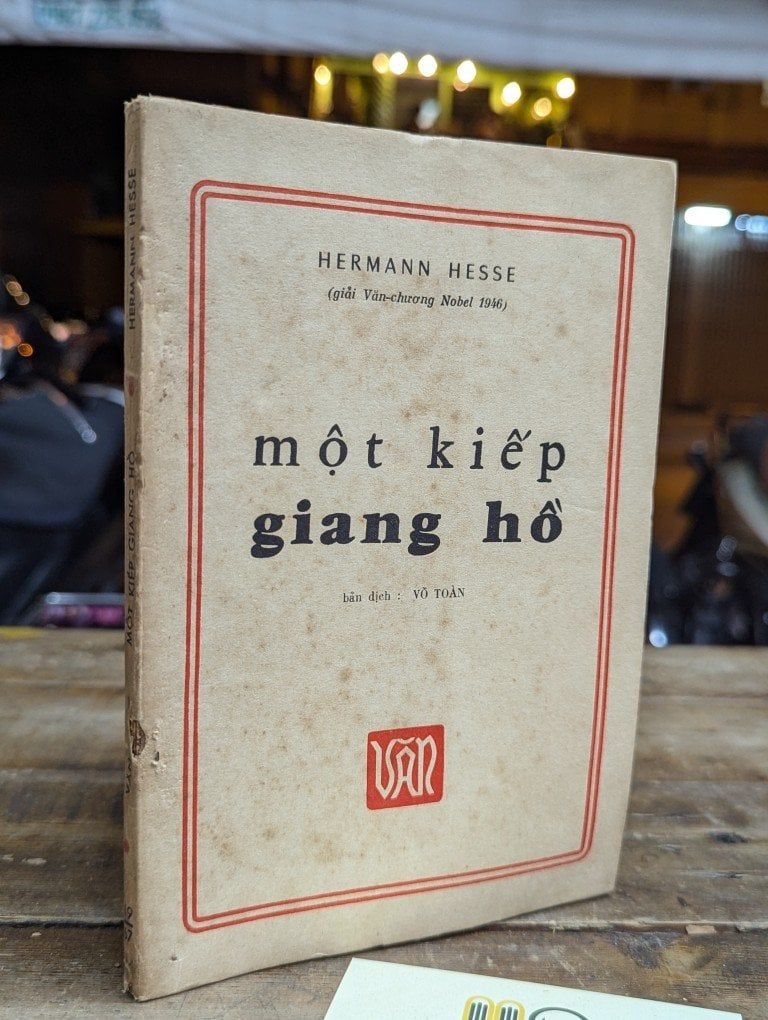 HERMANN HESSE
(giải Văn-chương Nobel 1946)
một kiếp
giang hồ
bản dịch : VÕ TOÀN
VĂN
HERMANN HESSE
MỘT KIẾP GIANG HỒ